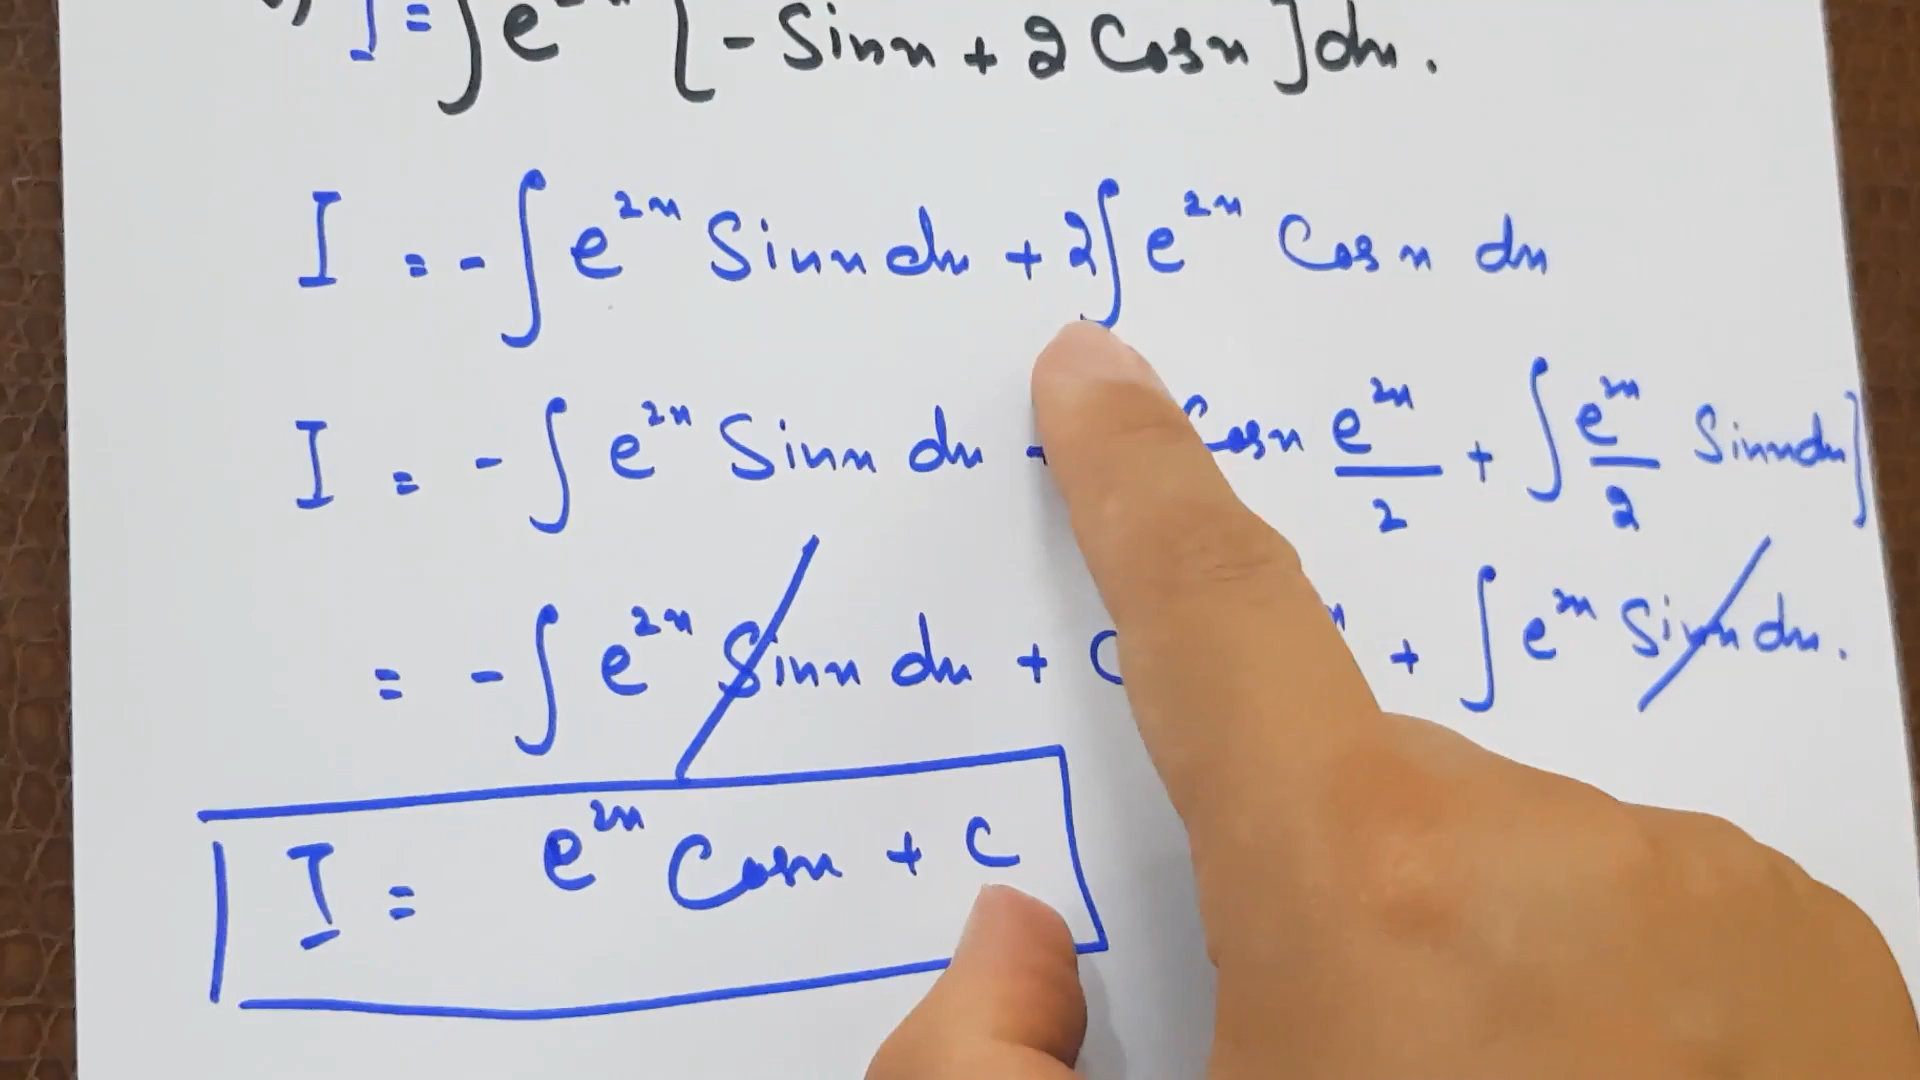 I = ∫e [- Sinx + 2 Cosx ] dx .
I = - ∫ e^2x Sinx dx + 2∫ e^2x Cos x dx
I = - ∫ e^2x Sinx dx Cosx e^2x/2 + ∫ e^2x/2 Sinx dx]
= - ∫ e^2x Sinx dx + C + ∫ e^2x Sinx dx.
I = e^2x Cosx + C